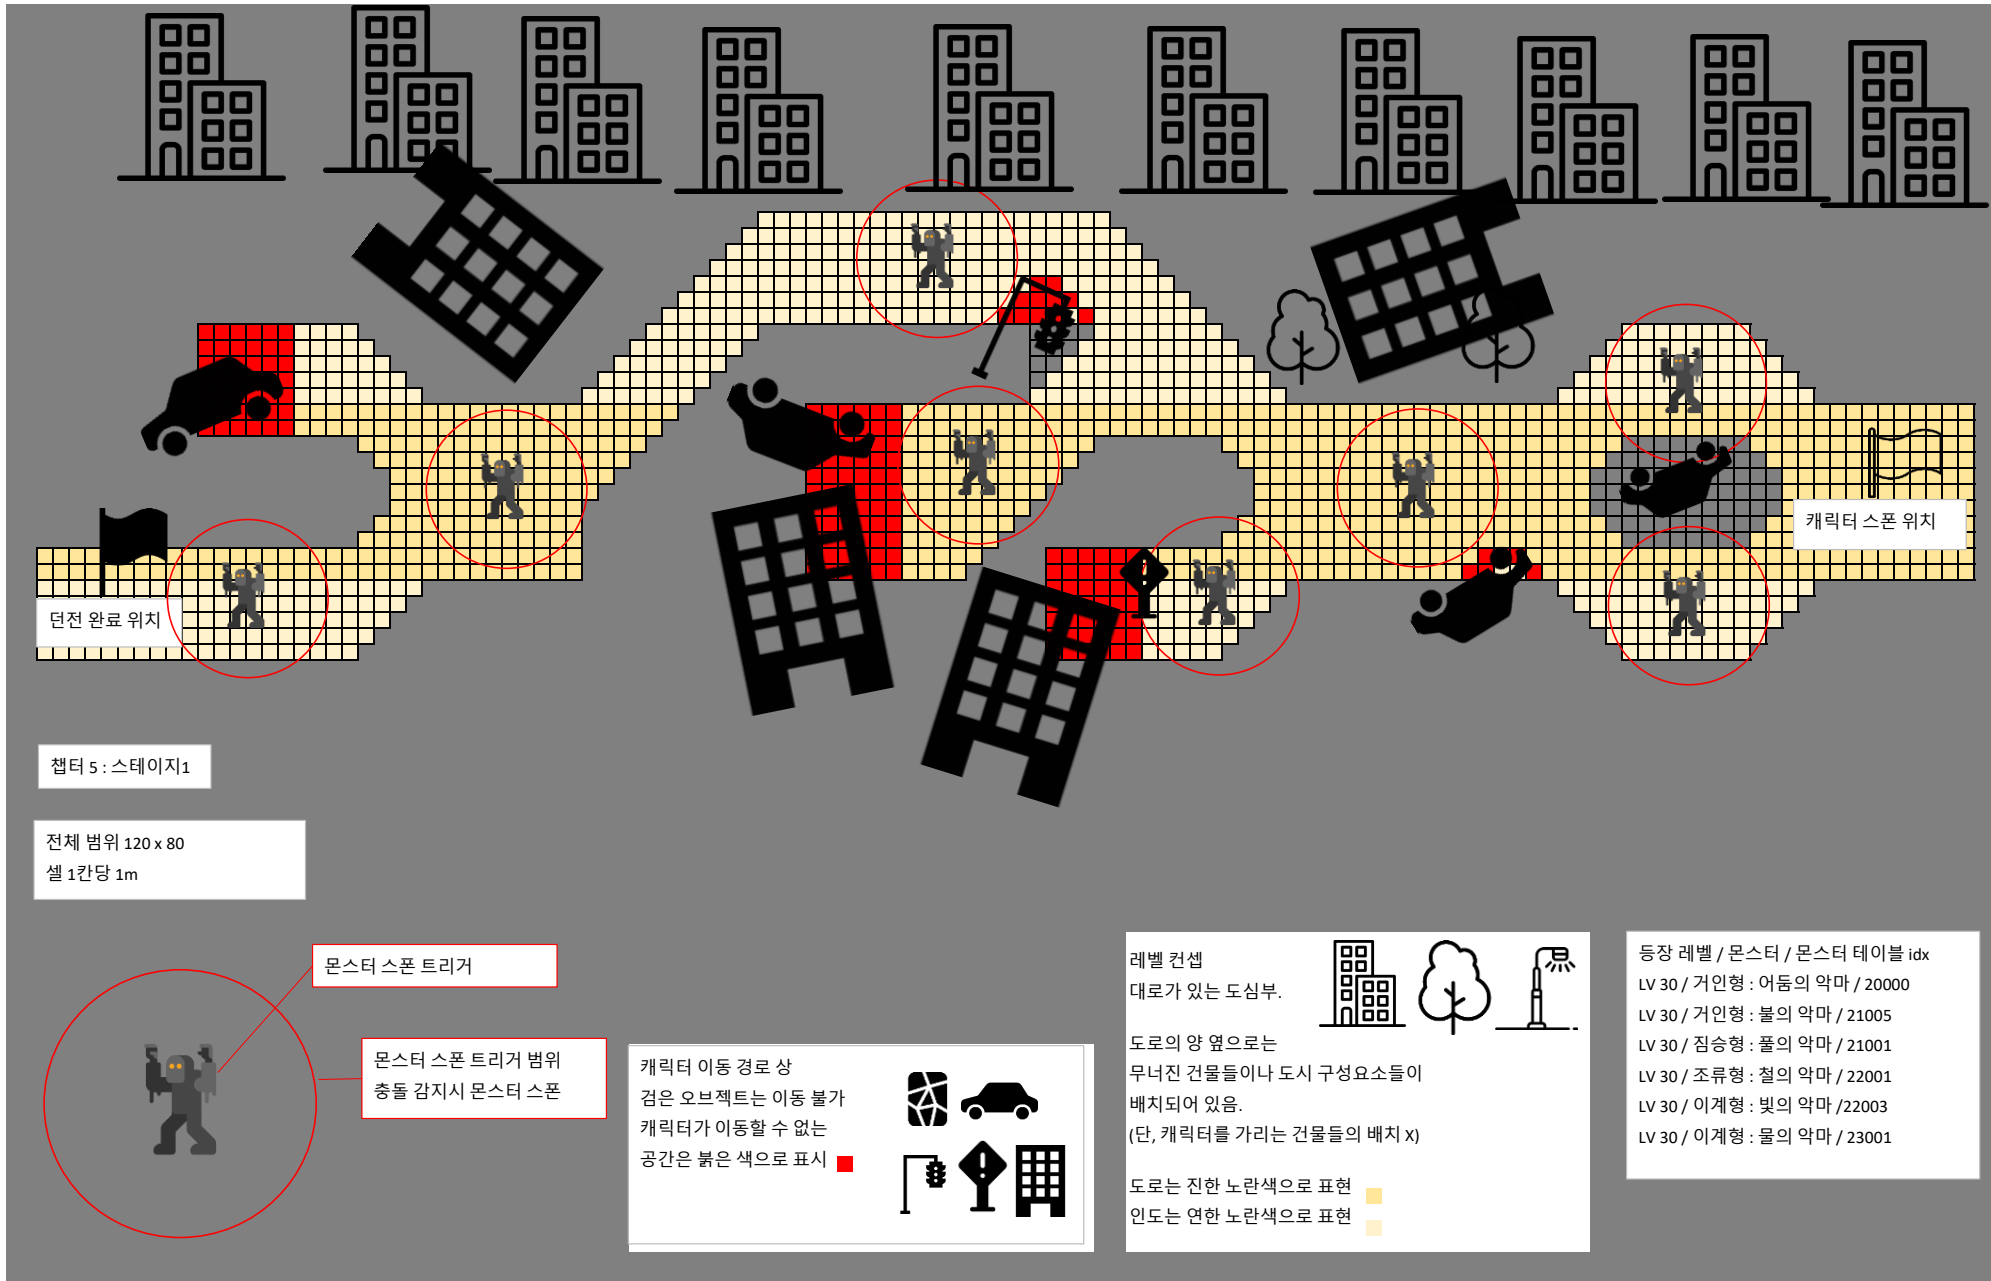 캐릭터 스폰 위치
던전 완료 위치
챕터 5 : 스테이지1
전체 범위 120 x 80
셀 1칸당 1m
몬스터 스폰 트리거
몬스터 스폰 트리거 범위
충돌 감지시 몬스터 스폰
캐릭터 이동 경로 상
검은 오브젝트는 이동 불가
캐릭터가 이동할 수 없는
공간은 붉은 색으로 표시
레벨 컨셉
대로가 있는 도심부.
도로의 양 옆으로는
무너진 건물들이나 도시 구성요소들이
배치되어 있음.
(단, 캐릭터를 가리는 건물들의 배치 X)
도로는 진한 노란색으로 표현
인도는 연한 노란색으로 표현
등장 레벨 / 몬스터 / 몬스터 테이블 idx
LV 30 / 거인형 : 어둠의 악마 / 20000
LV 30 / 거인형 : 불의 악마 / 21005
LV 30 / 짐승형 : 풀의 악마 / 21001
LV 30 / 조류형 : 철의 악마 / 22001
LV 30 / 이계형 : 빛의 악마 /22003
LV 30 / 이계형 : 물의 악마 / 23001